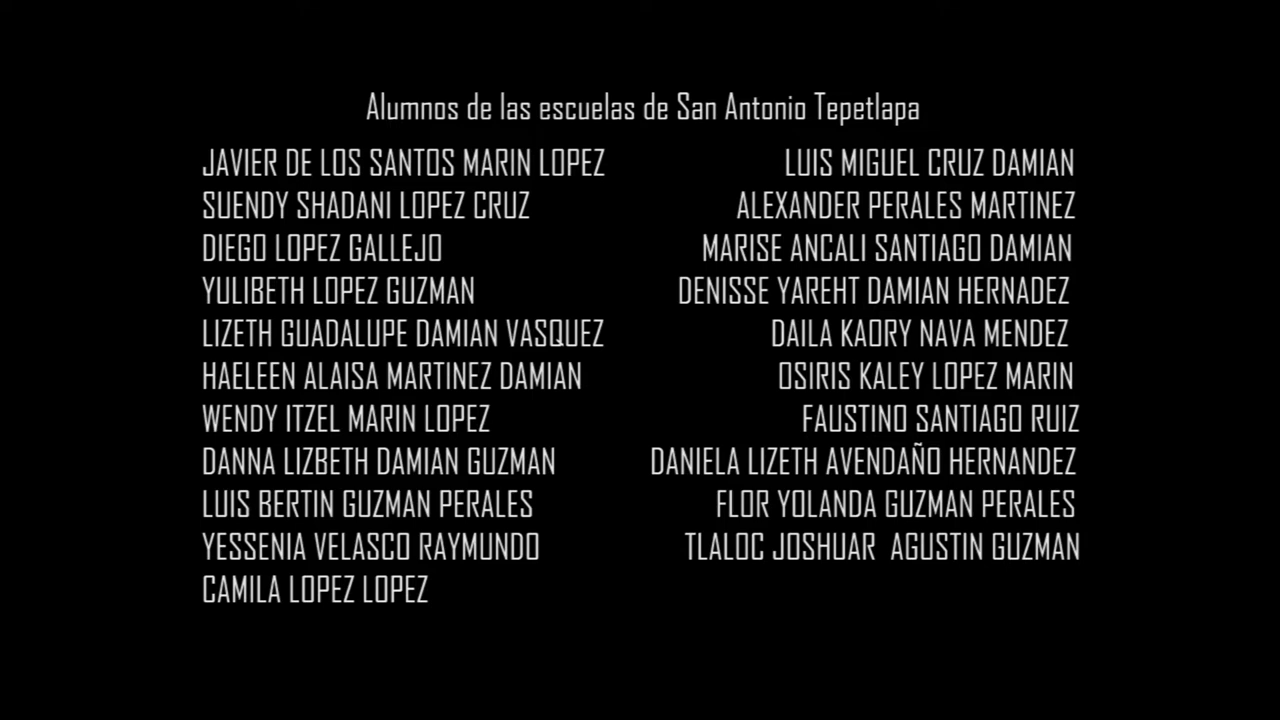 Alumnos de las escuelas de San Antonio Tepetlapa
JAVIER DE LOS SANTOS MARIN LOPEZ
SUENDY SHADANI LOPEZ CRUZ
DIEGO LOPEZ GALLEJO
YULIBETH LOPEZ GUZMAN
LIZETH GUADALUPE DAMIAN VASQUEZ
HAELEEN ALAISA MARTINEZ DAMIAN
WENDY ITZEL MARIN LOPEZ
DANNA LIZBETH DAMIAN GUZMAN
LUIS BERTIN GUZMAN PERALES
YESSENIA VELASCO RAYMUNDO
CAMILA LOPEZ LOPEZ
LUIS MIGUEL CRUZ DAMIAN
ALEXANDER PERALES MARTINEZ
MARISE ANCALI SANTIAGO DAMIAN
DENISSE YAREHT DAMIAN HERNADEZ
DAILA KAORY NAVA MENDEZ
OSIRIS KALEY LOPEZ MARIN
FAUSTINO SANTIAGO RUIZ
DANIELA LIZETH AVENDAÑO HERNANDEZ
FLOR YOLANDA GUZMAN PERALES
TLALOC JOSHUAR  AGUSTIN GUZMAN